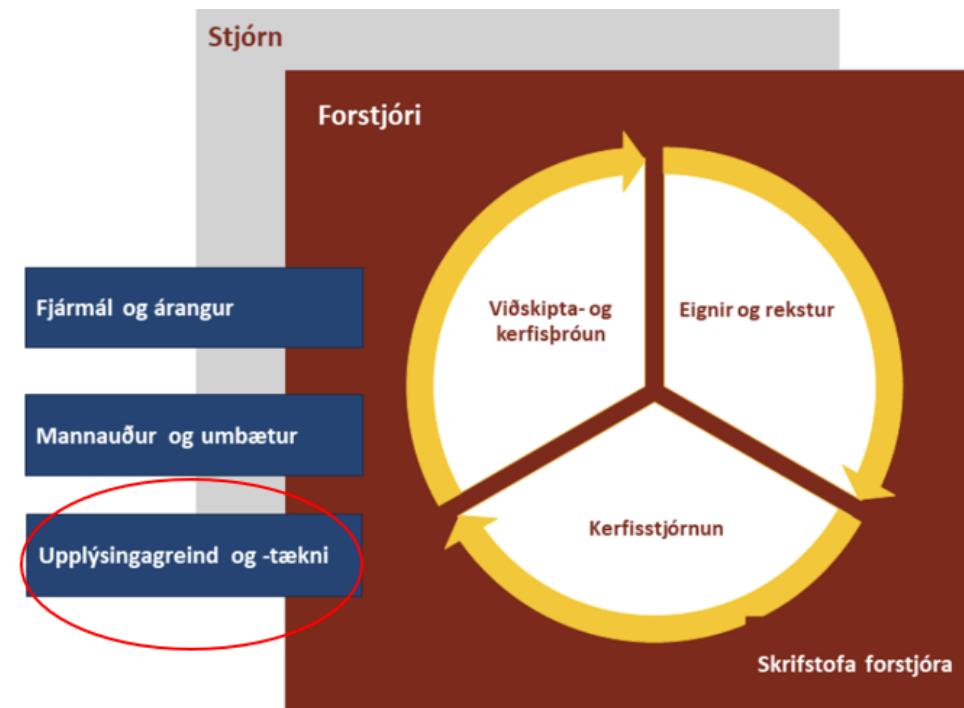 Stjórn
Forstjóri
Fjármál og árangur
Mannauður og umbætur
Upplýsingagreind og -tækni
Viðskipta- og
kerfisþróun
Eignir og rekstur
Kerfisstjórnun
Skrifstofa forstjóra